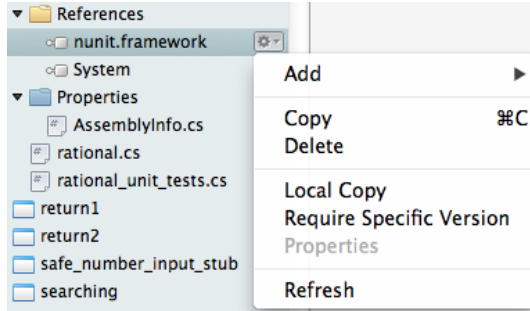 References
nunit.framework
System
Properties
AssemblyInfo.cs
rational.cs
rational_unit_tests.cs
return1
return2
safe_number_input_stub
searching
Add
Copy ⌘C
Delete
Local Copy
Require Specific Version
Properties
Refresh